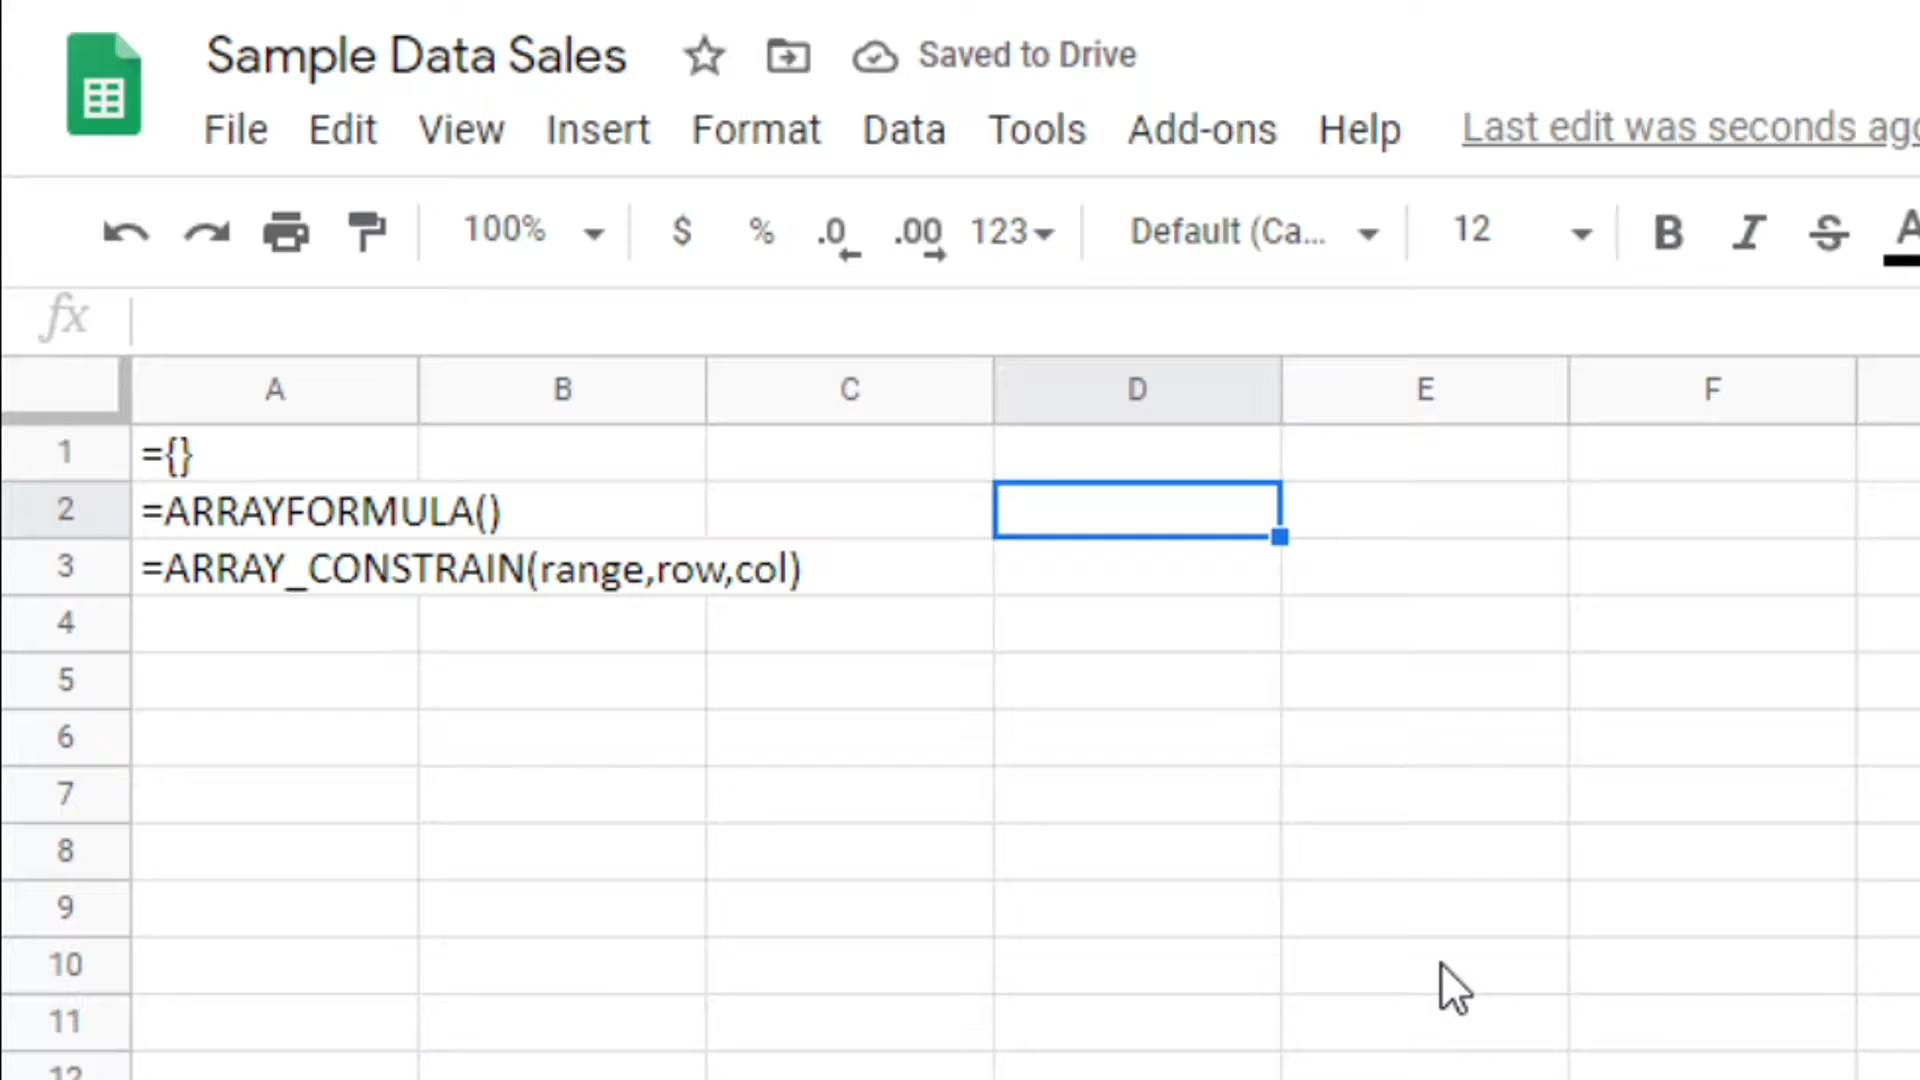 Sample Data Sales Saved to Drive
File Edit View Insert Format Data Tools Add-ons Help Last edit was seconds ago
100% $ % .0 .00 123 Default (Ca... 12 B I S A
fx
A B C D E F
1 ={}
2 =ARRAYFORMULA()
3 =ARRAY_CONSTRAIN(range,row,col)
4
5
6
7
8
9
10
11
12